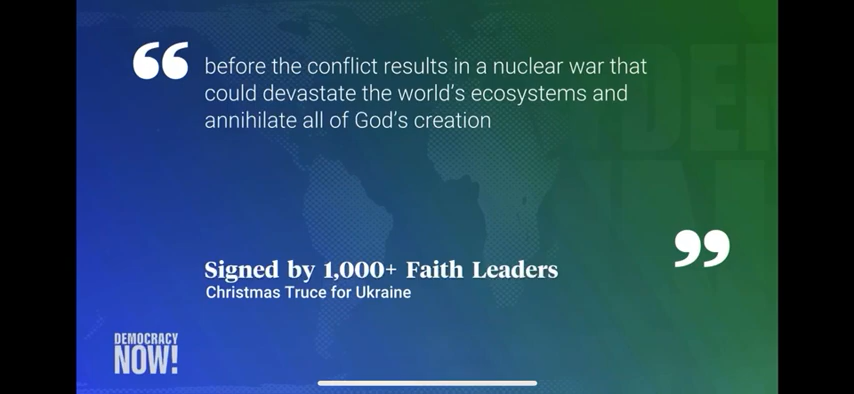 “ before the conflict results in a nuclear war that
could devastate the world’s ecosystems and
annihilate all of God’s creation ”
Signed by 1,000+ Faith Leaders
Christmas Truce for Ukraine
DEMOCRACY
NOW!